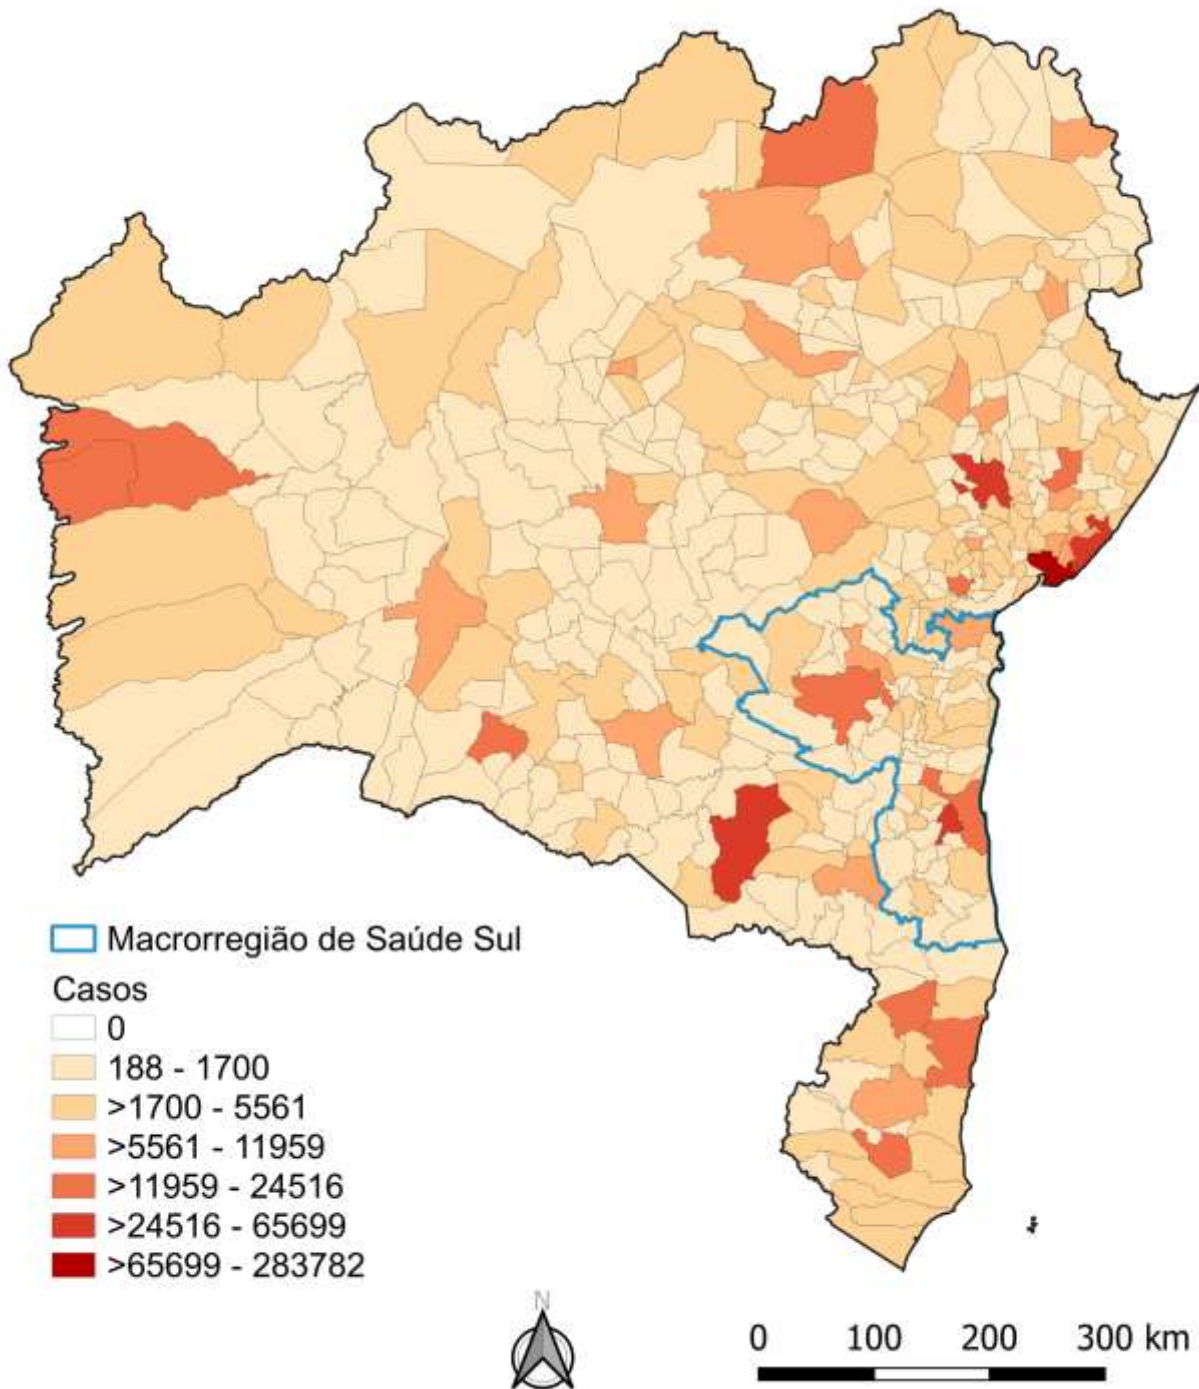 Macrorregião de Saúde Sul
Casos
0
188 - 1700
>1700 - 5561
>5561 - 11959
>11959 - 24516
>24516 - 65699
>65699 - 283782
N
0 100 200 300 km